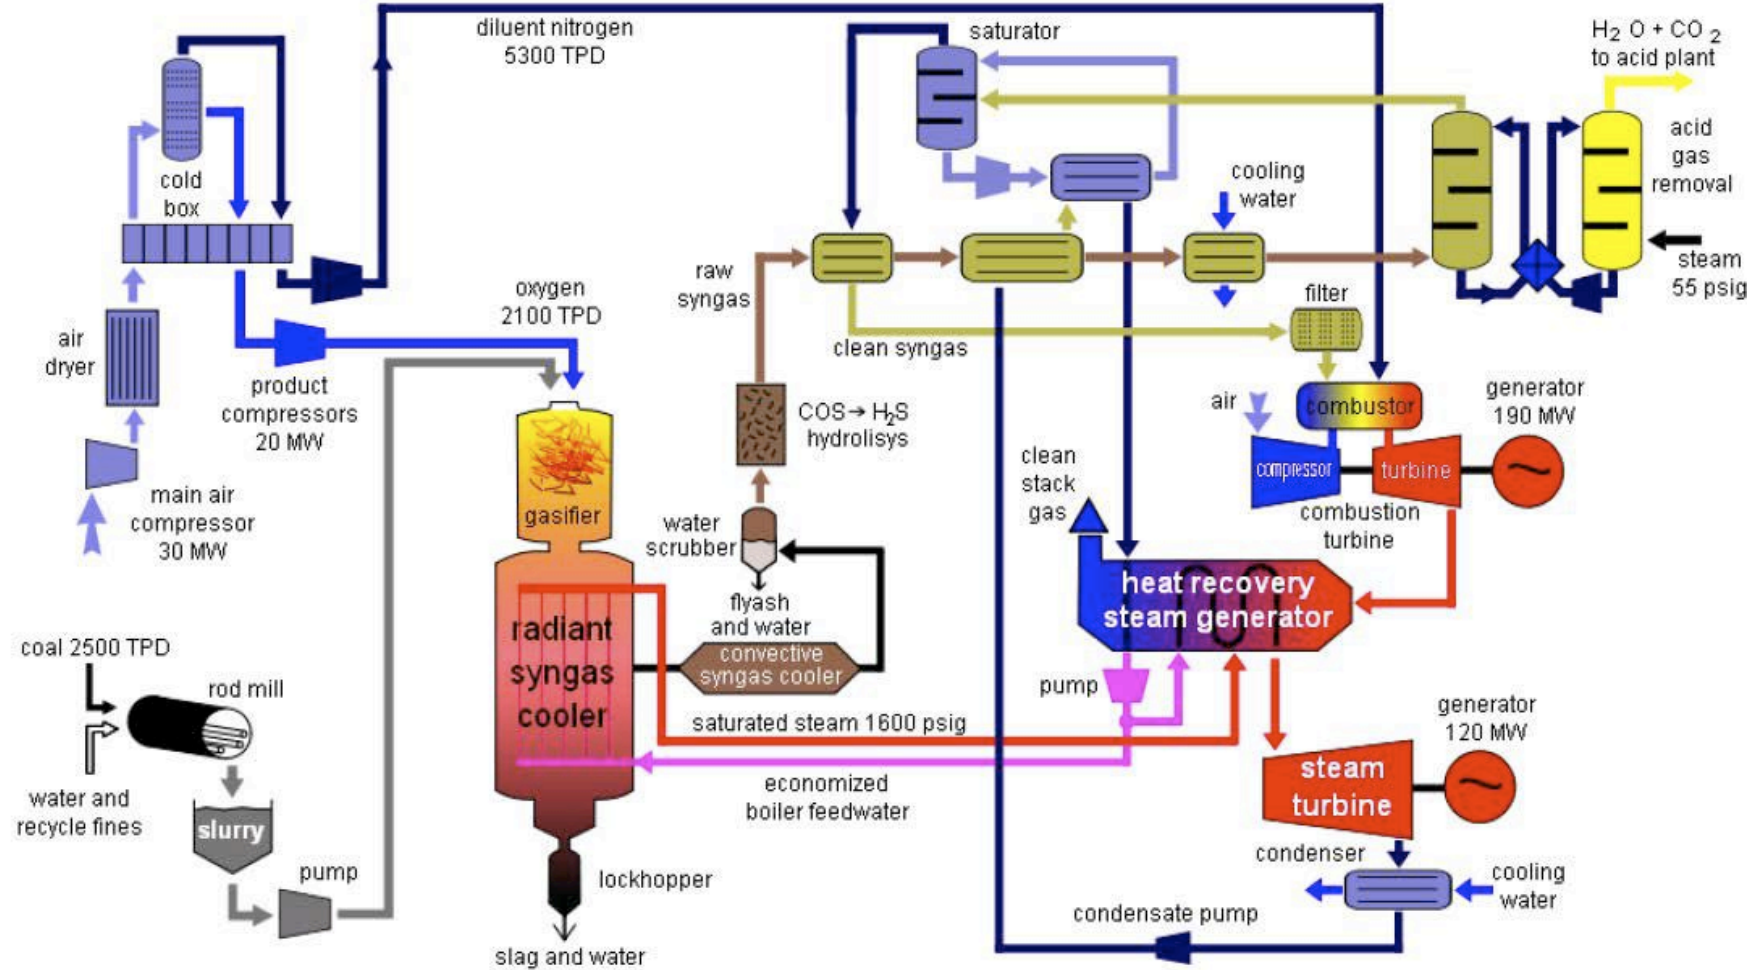 diluent nitrogen
5300 TPD
saturator
H₂ O + CO ₂
to acid plant
acid
gas
removal
cold
box
cooling
water
steam
55 psig
raw
syngas
oxygen
2100 TPD
filter
air
dryer
clean syngas
product
compressors
20 MW
COS→ H₂S
hydrolisys
air
combustor
generator
190 MW
compressor
turbine
combustion
turbine
clean
stack
gas
main air
compressor
30 MW
gasifier
water
scrubber
flyash
and water
heat recovery
steam generator
radiant
syngas
cooler
convective
syngas cooler
coal 2500 TPD
rod mill
pump
saturated steam 1600 psig
generator
120 MW
economized
boiler feedwater
steam
turbine
water and
recycle fines
slurry
pump
lockhopper
condenser
cooling
water
condensate pump
slag and water